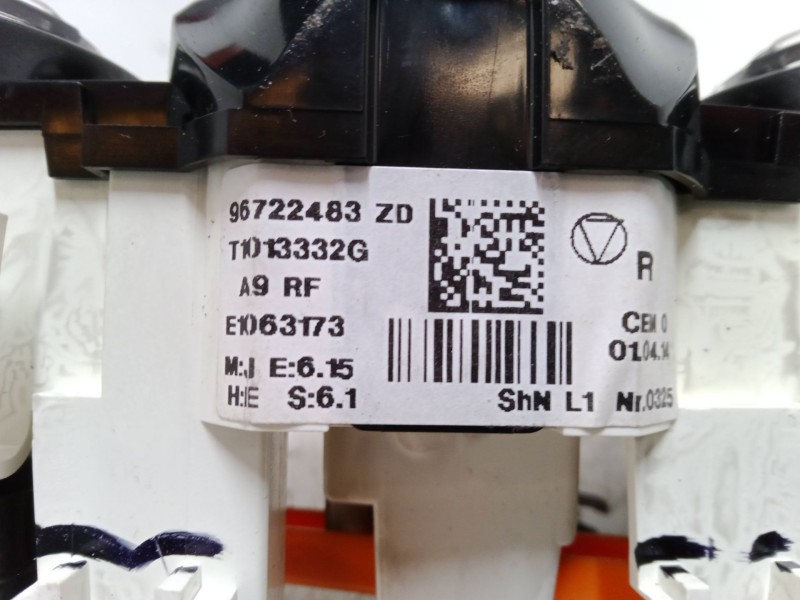 96722483 ZD
T1013332G
A9 RF
R
E1063173
CEM 0
01.04.14
M:J E:6.15
H:E S:6.1
ShN L1 Nr.0325